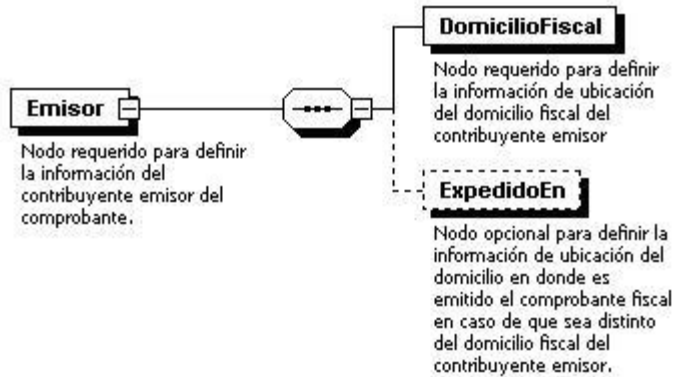 Emisor
Nodo requerido para definir
la información del
contribuyente emisor del
comprobante.
DomicilioFiscal
Nodo requerido para definir
la información de ubicación
del domicilio fiscal del
contribuyente emisor
ExpedidoEn
Nodo opcional para definir la
información de ubicación del
domicilio en donde es
emitido el comprobante fiscal
en caso de que sea distinto
del domicilio fiscal del
contribuyente emisor.